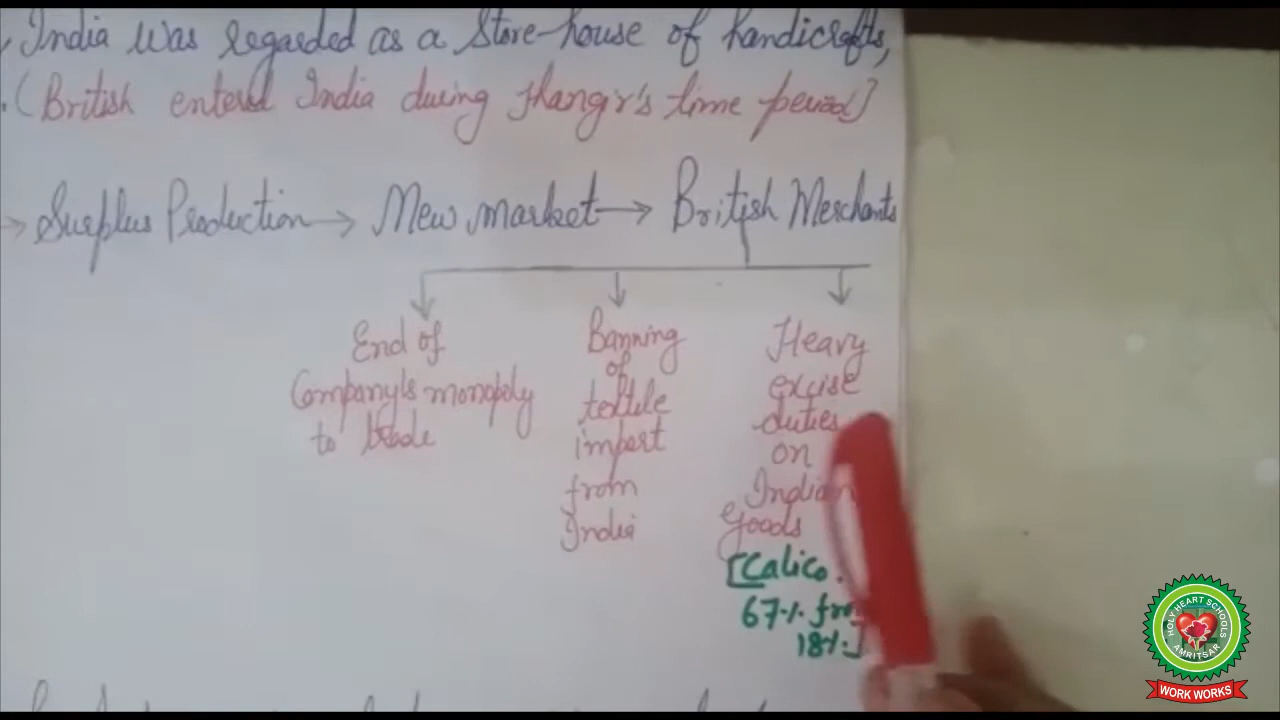 India was regarded as a Store-house of handicrafts,
(British entered India during Jhangir's time period)
→ Surplus Production → New market → British Merchants
End of
Company's monopoly
to trade
Banning
of
textile
import
from
India
Heavy
excise
duties
on
Indian
goods
[Calico
67% fro
18%]
HOLY HEART SCHOOLS
AMRITSAR
WORK WORKS